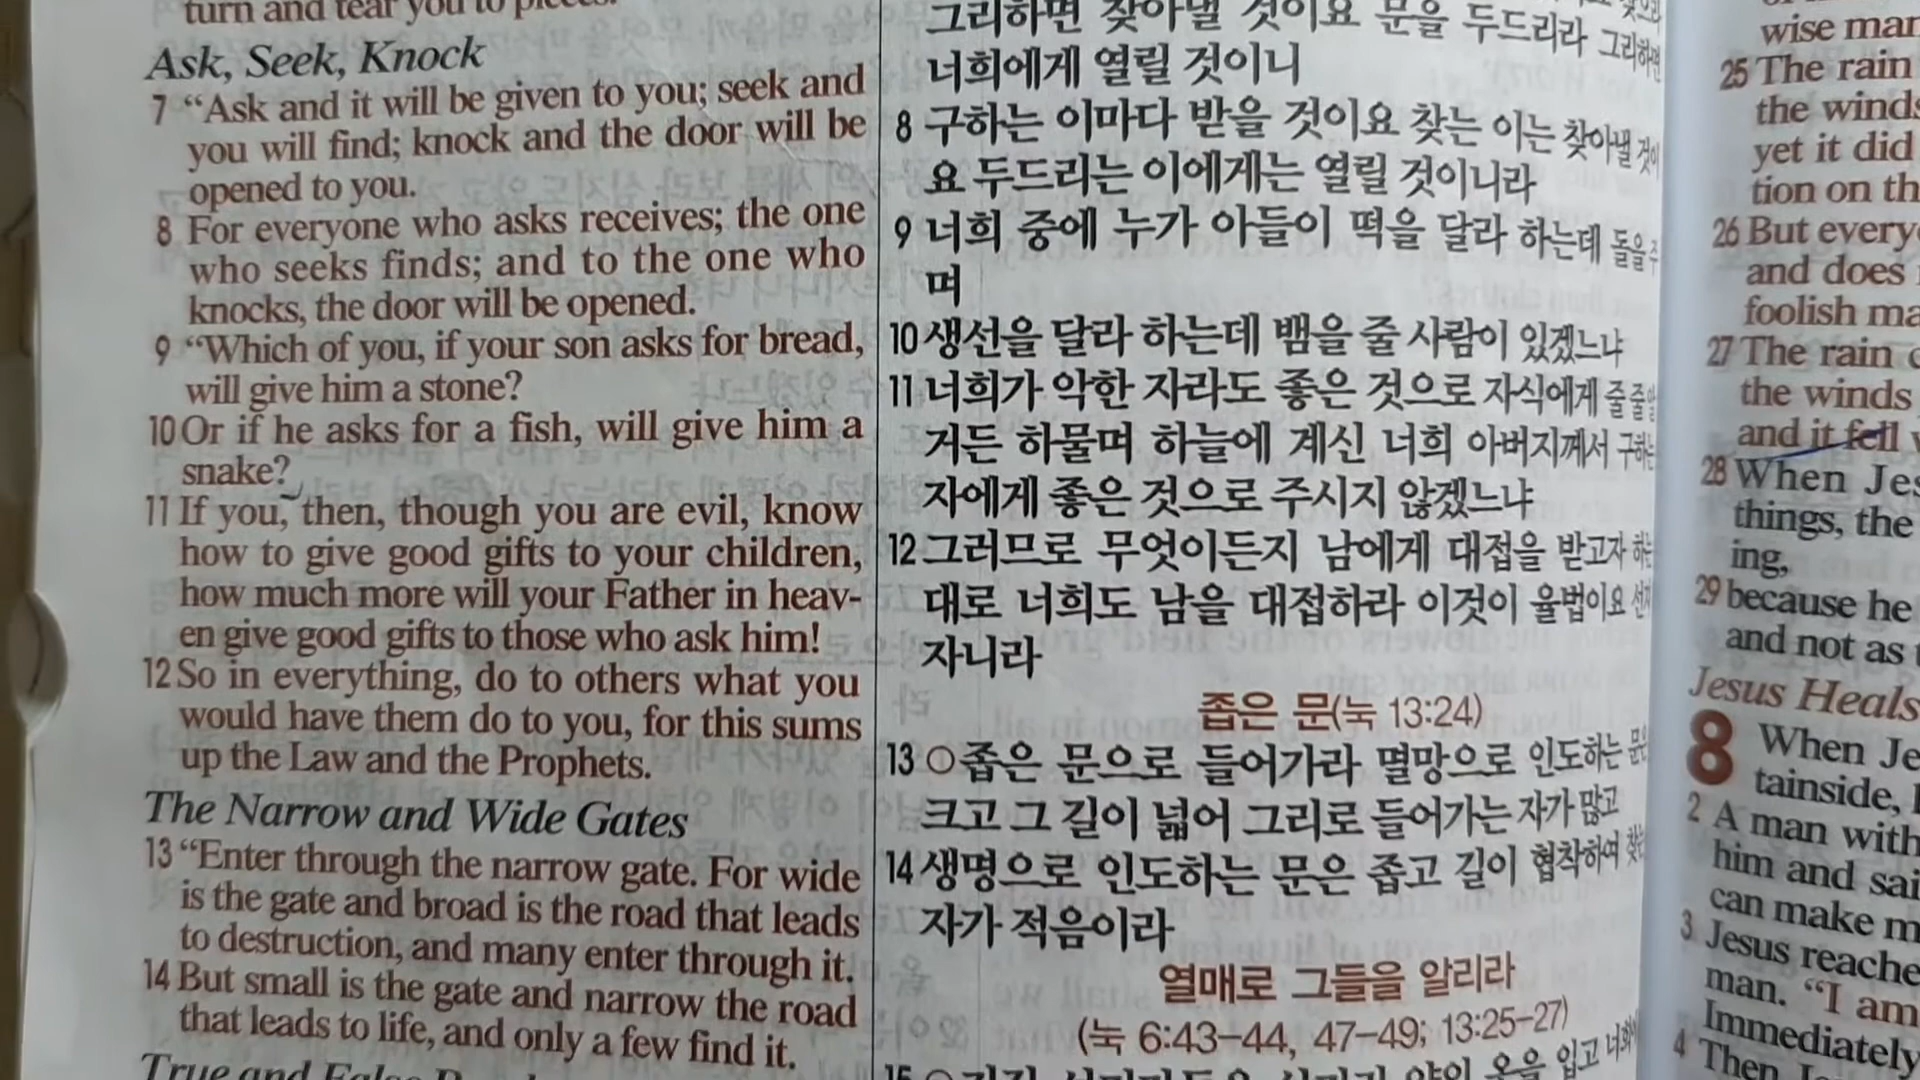 turn and tear you to pieces."
Ask, Seek, Knock
7 “Ask and it will be given to you; seek and
you will find; knock and the door will be
opened to you.
8 For everyone who asks receives; the one
who seeks finds; and to the one who
knocks, the door will be opened.
9 “Which of you, if your son asks for bread,
will give him a stone?
10 Or if he asks for a fish, will give him a
snake?
11 If you, then, though you are evil, know
how to give good gifts to your children,
how much more will your Father in heav-
en give good gifts to those who ask him!
12 So in everything, do to others what you
would have them do to you, for this sums
up the Law and the Prophets.
The Narrow and Wide Gates
13 “Enter through the narrow gate. For wide
is the gate and broad is the road that leads
to destruction, and many enter through it.
14 But small is the gate and narrow the road
that leads to life, and only a few find it.
True and False
그리하면 찾아낼 것이요 문을 두드리라 그리하면
너희에게 열릴 것이니
8 구하는 이마다 받을 것이요 찾는 이는 찾아낼 것이
요 두드리는 이에게는 열릴 것이니라
9 너희 중에 누가 아들이 떡을 달라 하는데 돌을 주
며
10 생선을 달라 하는데 뱀을 줄 사람이 있겠느냐
11 너희가 악한 자라도 좋은 것으로 자식에게 줄 줄 알
거든 하물며 하늘에 계신 너희 아버지께서 구하는
자에게 좋은 것으로 주시지 않겠느냐
12 그러므로 무엇이든지 남에게 대접을 받고자 하는
대로 너희도 남을 대접하라 이것이 율법이요 선지
자니라
좁은 문(눅 13:24)
13 ○좁은 문으로 들어가라 멸망으로 인도하는 문은
크고 그 길이 넓어 그리로 들어가는 자가 많고
14 생명으로 인도하는 문은 좁고 길이 협착하여 찾는
자가 적음이라
열매로 그들을 알리라
(눅 6:43-44, 47-49; 13:25-27)
15 ○
wise man
25 The rain
the winds
yet it did
tion on th
26 But every
and does
foolish ma
27 The rain c
the winds
and it fell
28 When Jes
things, the
ing,
29 because he
and not as
Jesus Heals
8 When Je
tainside,
2 A man with
him and sai
can make m
3 Jesus reache
man. “I am
Immediately
4 Then